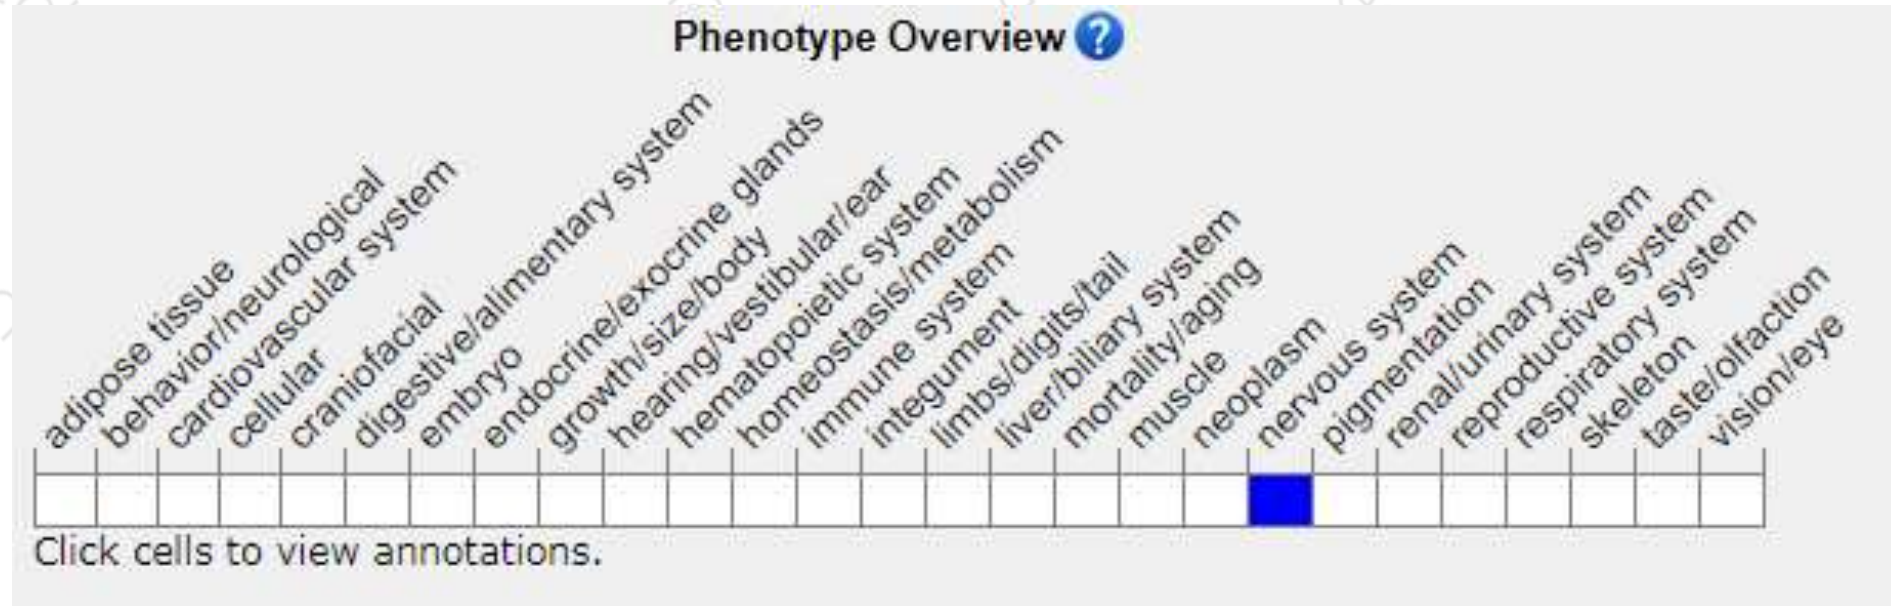 Phenotype Overview ?
adipose tissue
behavior/neurological
cardiovascular system
cellular
craniofacial
digestive/alimentary system
embryo
endocrine/exocrine glands
growth/size/body
hearing/vestibular/ear
hematopoietic system
homeostasis/metabolism
immune system
integument
limbs/digits/tail
liver/biliary system
mortality/aging
muscle
neoplasm
nervous system
pigmentation
renal/urinary system
reproductive system
respiratory system
skeleton
taste/olfaction
vision/eye
Click cells to view annotations.